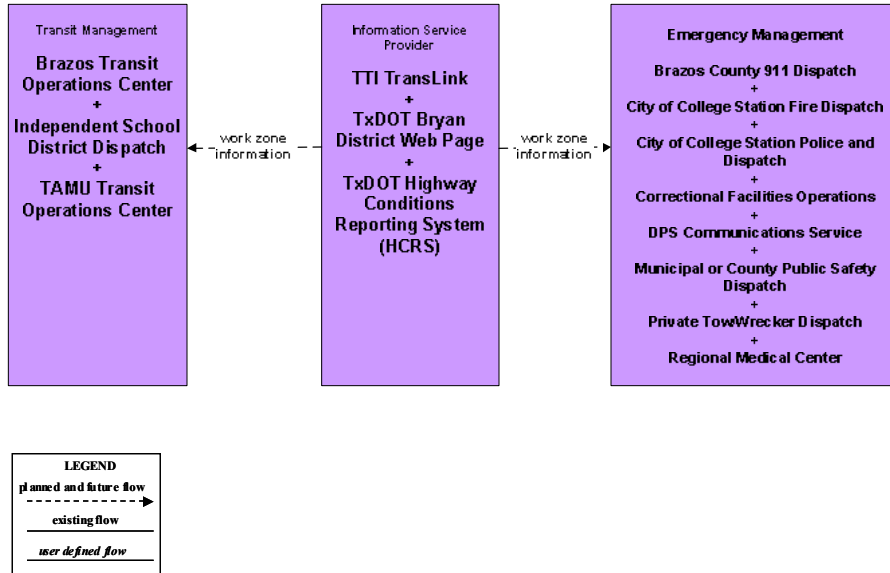 Transit Management
Brazos Transit
Operations Center
+
Independent School
District Dispatch
+
TAMU Transit
Operations Center
work zone
information
Information Service
Provider
TTI TransLink
+
TxDOT Bryan
District Web Page
+
TxDOT Highway
Conditions
Reporting System
(HCRS)
work zone
information
Emergency Management
Brazos County 911 Dispatch
+
City of College Station Fire Dispatch
+
City of College Station Police and
Dispatch
+
Correctional Facilities Operations
+
DPS Communications Service
+
Municipal or County Public Safety
Dispatch
+
Private Tow/Wrecker Dispatch
+
Regional Medical Center
LEGEND
planned and future flow
existing flow
user defined flow